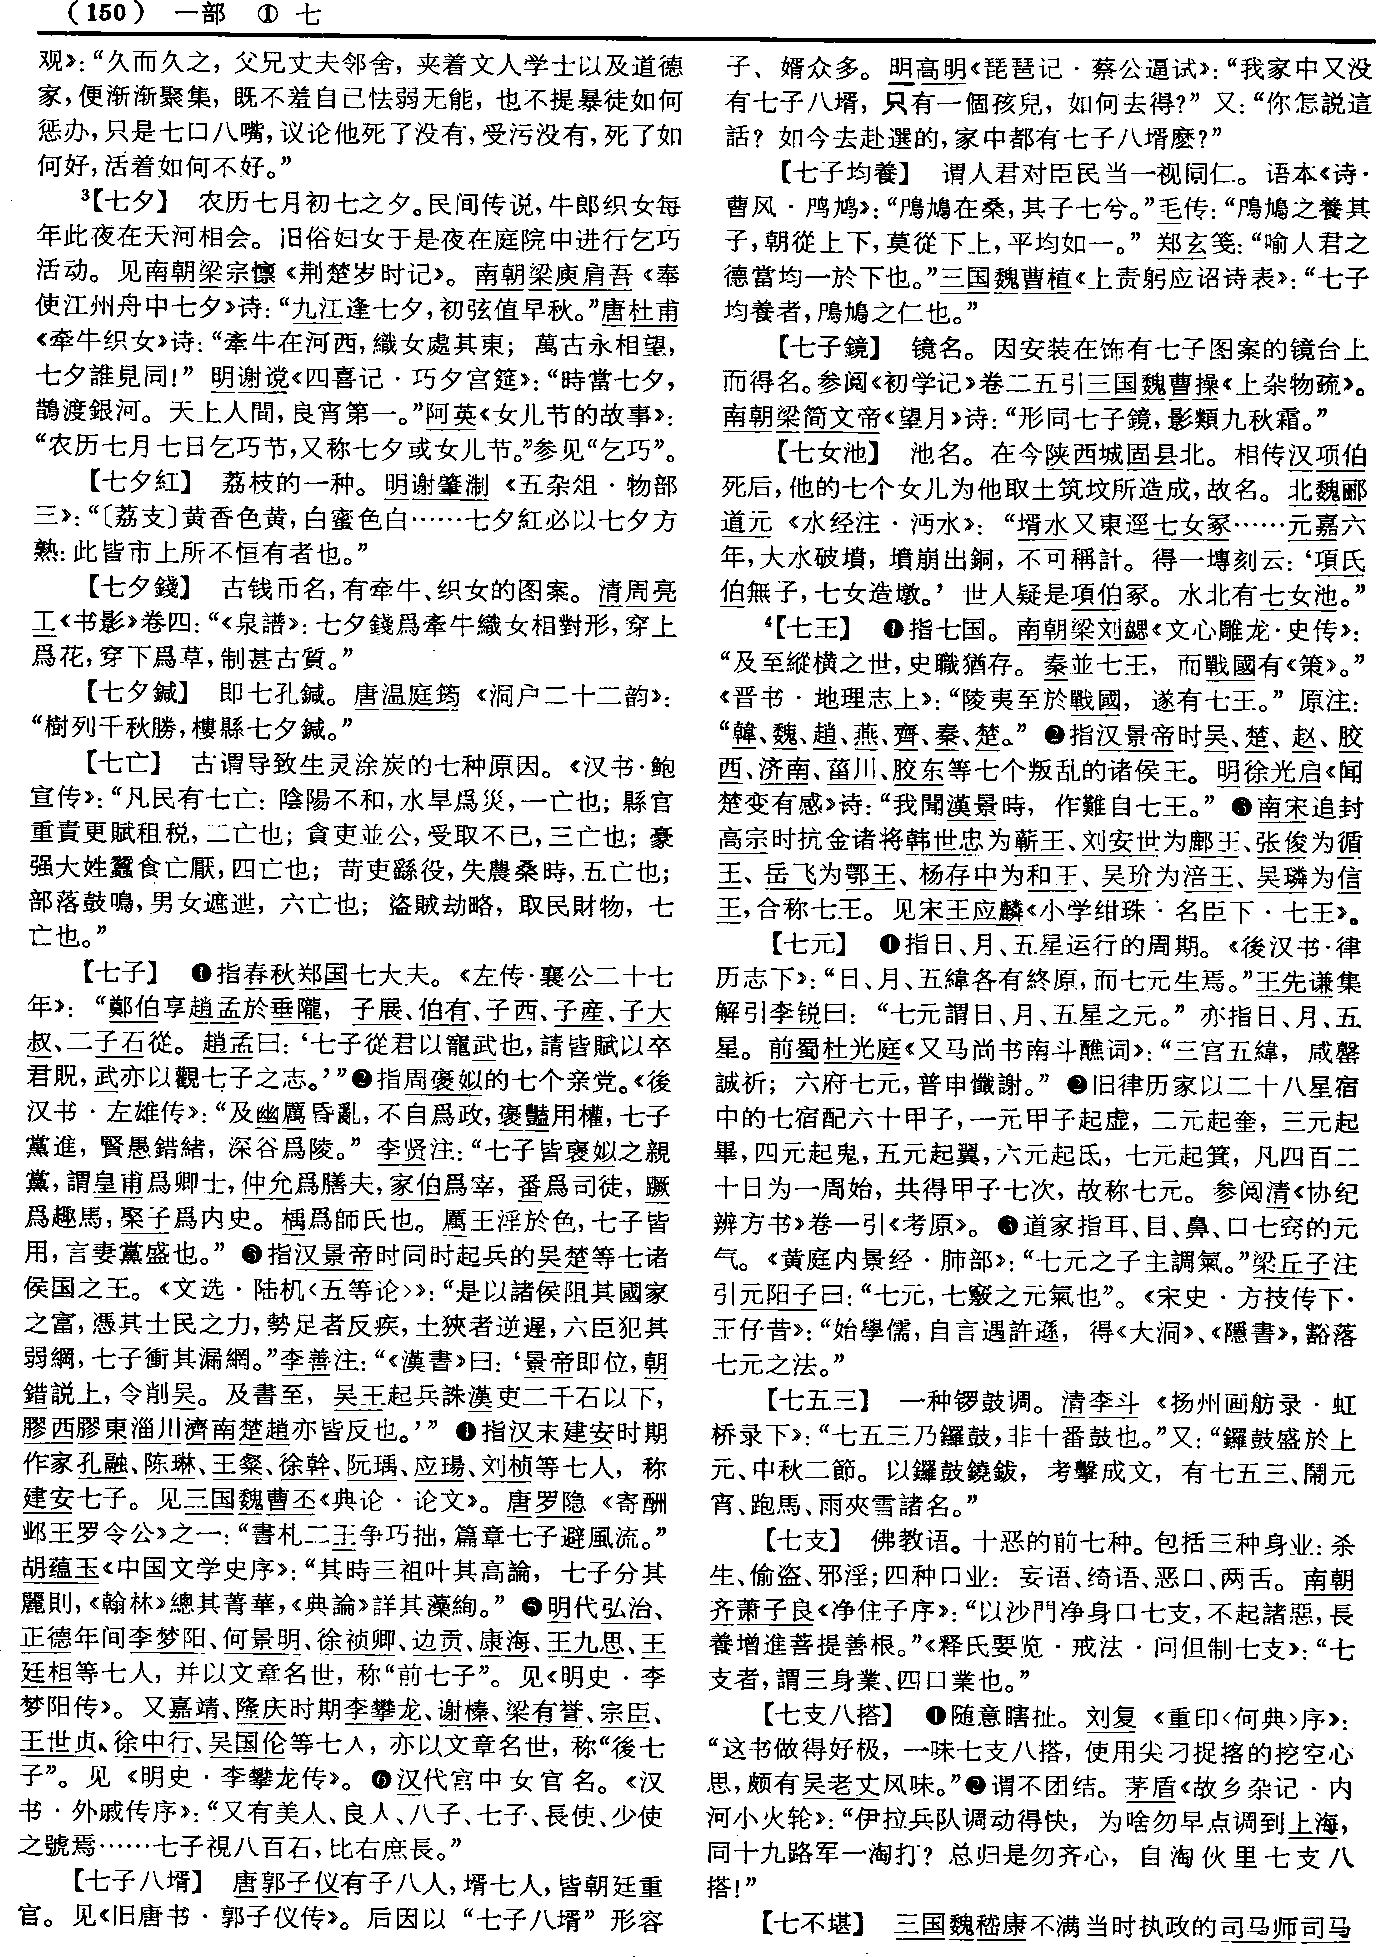 （150）　一部　①　七
观》：“久而久之，父兄丈夫邻舍，夹着文人学士以及道德
家，便渐渐聚集，既不羞自己怯弱无能，也不提暴徒如何
惩办，只是七口八嘴，议论他死了没有，受污没有，死了如
何好，活着如何不好。”
³【七夕】　农历七月初七之夕。民间传说，牛郎织女每
年此夜在天河相会。旧俗妇女于是夜在庭院中进行乞巧
活动。见南朝梁宗懔《荆楚岁时记》。南朝梁庾肩吾《奉
使江州舟中七夕》诗：“九江逢七夕，初弦值早秋。”唐杜甫
《牵牛织女》诗：“牽牛在河西，織女處其東；萬古永相望，
七夕誰見同！”明谢谠《四喜记·巧夕宫筵》：“時當七夕，
鵲渡銀河。天上人間，良宵第一。”阿英《女儿节的故事》：
“农历七月七日乞巧节，又称七夕或女儿节。”参见“乞巧”。
【七夕紅】　荔枝的一种。明谢肇淛《五杂俎·物部
三》：“〔荔支〕黄香色黄，白蜜色白……七夕紅必以七夕方
熟：此皆市上所不恒有者也。”
【七夕錢】　古钱币名，有牵牛、织女的图案。清周亮
工《书影》卷四：“《泉譜》：七夕錢爲牽牛織女相對形，穿上
爲花，穿下爲草，制甚古質。”
【七夕鍼】　即七孔鍼。唐温庭筠《洞户二十二韵》：
“樹列千秋勝，樓縣七夕鍼。”
【七亡】　古谓导致生灵涂炭的七种原因。《汉书·鲍
宣传》：“凡民有七亡：陰陽不和，水旱爲災，一亡也；縣官
重責更賦租税，二亡也；貪吏並公，受取不已，三亡也；豪
强大姓蠶食亡厭，四亡也；苛吏繇役，失農桑時，五亡也；
部落鼓鳴，男女遮迣，六亡也；盜賊劫略，取民財物，七
亡也。”
【七子】　❶指春秋郑国七大夫。《左传·襄公二十七
年》：“鄭伯享趙孟於垂隴，子展、伯有、子西、子産、子大
叔、二子石從。趙孟曰：‘七子從君以寵武也，請皆賦以卒
君貺，武亦以觀七子之志。’”❷指周褒姒的七个亲党。《後
汉书·左雄传》：“及幽厲昏亂，不自爲政，褒豔用權，七子
黨進，賢愚錯緒，深谷爲陵。”李贤注：“七子皆褒姒之親
黨，謂皇甫爲卿士，仲允爲膳夫，家伯爲宰，番爲司徒，蹶
爲趣馬，棸子爲内史。楀爲師氏也。厲王淫於色，七子皆
用，言妻黨盛也。”❸指汉景帝时同时起兵的吴楚等七诸
侯国之王。《文选·陆机〈五等论〉》：“是以諸侯阻其國家
之富，憑其士民之力，勢足者反疾，土狹者逆遲，六臣犯其
弱綱，七子衝其漏網。”李善注：“《漢書》曰：‘景帝即位，朝
錯説上，令削吴。及書至，吴王起兵誅漢吏二千石以下，
膠西膠東淄川濟南楚趙亦皆反也。’”❹指汉末建安时期
作家孔融、陈琳、王粲、徐幹、阮瑀、应瑒、刘桢等七人，称
建安七子。见三国魏曹丕《典论·论文》。唐罗隐《寄酬
邺王罗令公》之一：“書札二王争巧拙，篇章七子避風流。”
胡蕴玉《中国文学史序》：“其時三祖叶其高論，七子分其
麗則，《翰林》總其菁華，《典論》詳其藻絢。”❺明代弘治、
正德年间李梦阳、何景明、徐祯卿、边贡、康海、王九思、王
廷相等七人，并以文章名世，称“前七子”。见《明史·李
梦阳传》。又嘉靖、隆庆时期李攀龙、谢榛、梁有誉、宗臣、
王世贞、徐中行、吴国伦等七人，亦以文章名世，称“後七
子”。见《明史·李攀龙传》。❻汉代宫中女官名。《汉
书·外戚传序》：“又有美人、良人、八子、七子、長使、少使
之號焉……七子視八百石，比右庶長。”
【七子八壻】　唐郭子仪有子八人，壻七人，皆朝廷重
官。见《旧唐书·郭子仪传》。后因以“七子八壻”形容
子、婿众多。明高明《琵琶记·蔡公逼试》：“我家中又没
有七子八壻，只有一個孩兒，如何去得？”又：“你怎説這
話？如今去赴選的，家中都有七子八壻麽？”
【七子均養】　谓人君对臣民当一视同仁。语本《诗·
曹风·鸤鸠》：“鳲鳩在桑，其子七兮。”毛传：“鳲鳩之養其
子，朝從上下，莫從下上，平均如一。”郑玄笺：“喻人君之
德當均一於下也。”三国魏曹植《上责躬应诏诗表》：“七子
均養者，鳲鳩之仁也。”
【七子鏡】　镜名。因安装在饰有七子图案的镜台上
而得名。参阅《初学记》卷二五引三国魏曹操《上杂物疏》。
南朝梁简文帝《望月》诗：“形同七子鏡，影類九秋霜。”
【七女池】　池名。在今陕西城固县北。相传汉项伯
死后，他的七个女儿为他取土筑坟所造成，故名。北魏郦
道元《水经注·沔水》：“壻水又東逕七女冢……元嘉六
年，大水破墳，墳崩出銅，不可稱計。得一塼刻云：‘項氏
伯無子，七女造墩。’世人疑是項伯冢。水北有七女池。”
⁴【七王】　❶指七国。南朝梁刘勰《文心雕龙·史传》：
“及至縱横之世，史職猶存。秦並七王，而戰國有《策》。”
《晋书·地理志上》：“陵夷至於戰國，遂有七王。”原注：
“韓、魏、趙、燕、齊、秦、楚。”❷指汉景帝时吴、楚、赵、胶
西、济南、菑川、胶东等七个叛乱的诸侯王。明徐光启《闻
楚变有感》诗：“我聞漢景時，作難自七王。”❸南宋追封
高宗时抗金诸将韩世忠为蕲王、刘安世为鄜王、张俊为循
王、岳飞为鄂王、杨存中为和王、吴玠为涪王、吴璘为信
王，合称七王。见宋王应麟《小学绀珠·名臣下·七王》。
【七元】　❶指日、月、五星运行的周期。《後汉书·律
历志下》：“日、月、五緯各有終原，而七元生焉。”王先谦集
解引李锐曰：“七元謂日、月、五星之元。”亦指日、月、五
星。前蜀杜光庭《又马尚书南斗醮词》：“三官五緯，咸罄
誠祈；六府七元，普申懺謝。”❷旧律历家以二十八星宿
中的七宿配六十甲子，一元甲子起虚，二元起奎，三元起
畢，四元起鬼，五元起翼，六元起氐，七元起箕，凡四百二
十日为一周始，共得甲子七次，故称七元。参阅清《协纪
辨方书》卷一引《考原》。❸道家指耳、目、鼻、口七窍的元
气。《黄庭内景经·肺部》：“七元之子主調氣。”梁丘子注
引元阳子曰：“七元，七竅之元氣也”。《宋史·方技传下·
王仔昔》：“始學儒，自言遇許遜，得《大洞》、《隱書》，豁落
七元之法。”
【七五三】　一种锣鼓调。清李斗《扬州画舫录·虹
桥录下》：“七五三乃鑼鼓，非十番鼓也。”又：“鑼鼓盛於上
元、中秋二節。以鑼鼓鐃鈸，考擊成文，有七五三、鬧元
宵、跑馬、雨夾雪諸名。”
【七支】　佛教语。十恶的前七种。包括三种身业：杀
生、偷盗、邪淫；四种口业：妄语、绮语、恶口、两舌。南朝
齐萧子良《净住子序》：“以沙門净身口七支，不起諸惡，長
養增進菩提善根。”《释氏要览·戒法·问但制七支》：“七
支者，謂三身業、四口業也。”
【七支八搭】　❶随意瞎扯。刘复《重印〈何典〉序》：
“这书做得好极，一味七支八搭，使用尖刁捉揢的挖空心
思，颇有吴老丈风味。”❷谓不团结。茅盾《故乡杂记·内
河小火轮》：“伊拉兵队调动得快，为啥勿早点调到上海，
同十九路军一淘打？总归是勿齐心，自淘伙里七支八
搭！”
【七不堪】　三国魏嵇康不满当时执政的司马师司马